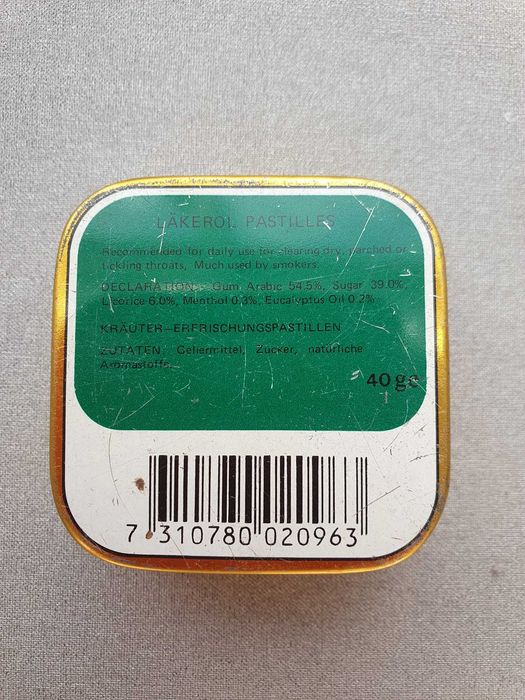 LÄKEROL PASTILLES
Recommended for daily use for clearing dry, parched or
tickling throats, Much used by smokers.
DECLARATION: Gum Arabic 54.5%, Sugar 39.0%,
Licorice 6.0%, Menthol 0.3%, Eucalyptus Oil 0.2%
KRÄUTER-ERFRISCHUNGSPASTILLEN
ZUTATEN: Geliermittel, Zucker, natürliche
Aromastoffe.
40 g e
7 310780 020963